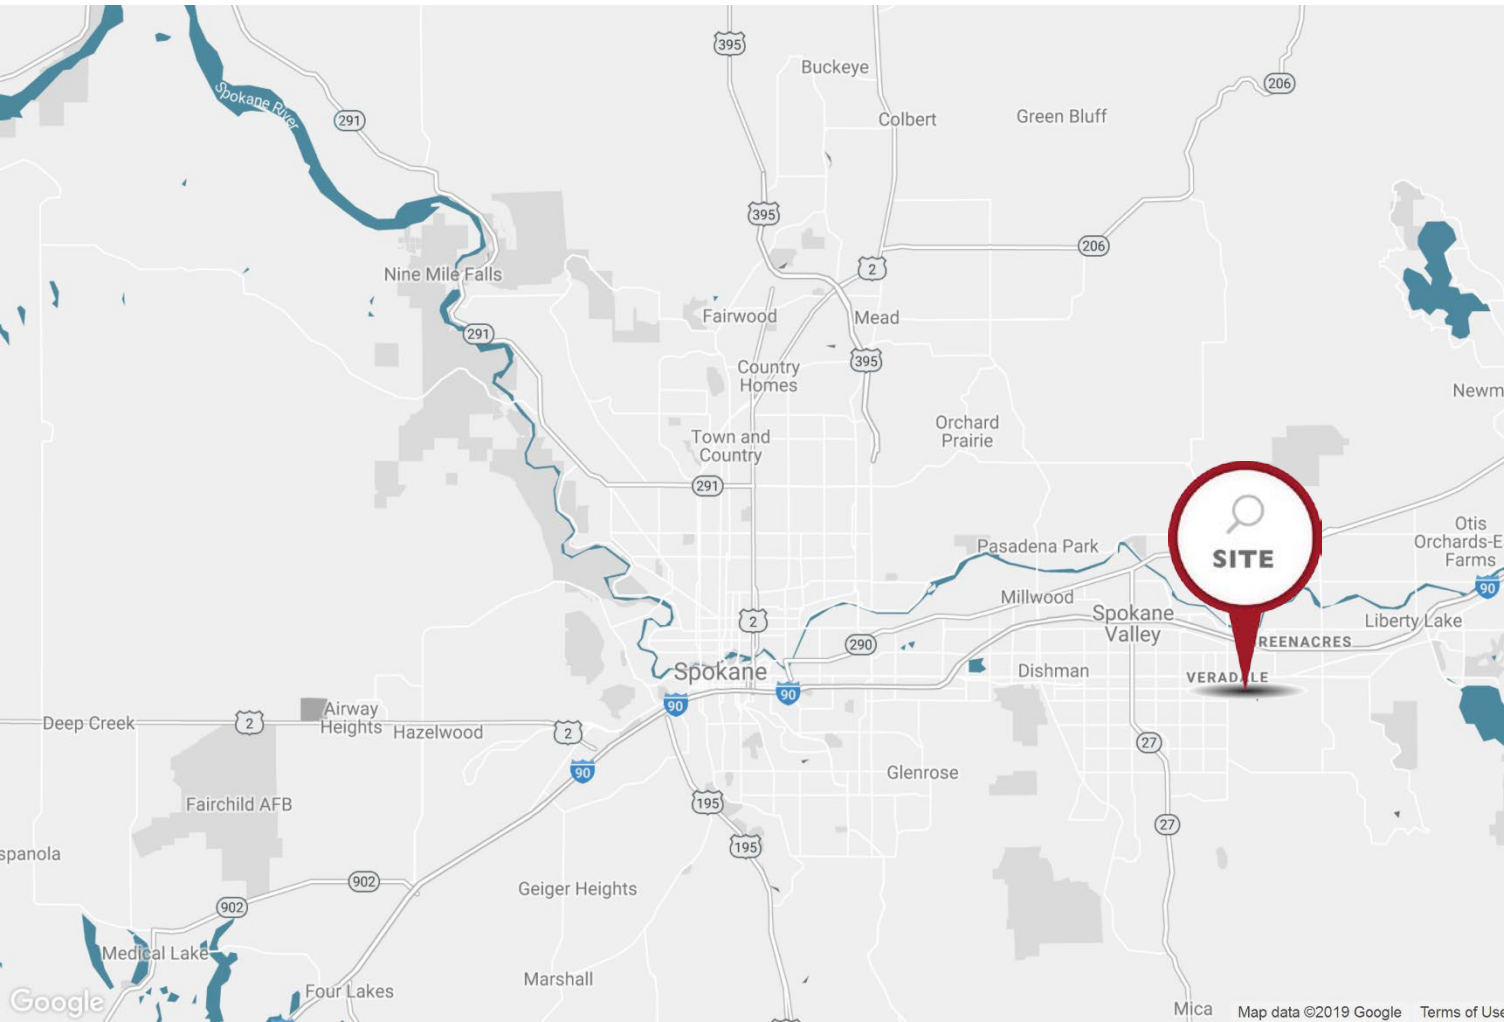 395
Buckeye
206
Spokane River
291
Colbert
Green Bluff
395
206
2
Nine Mile Falls
Fairwood
Mead
291
395
Country
Homes
Newm
Orchard
Prairie
Town and
Country
291
SITE
Otis
Orchards-E
Farms
Pasadena Park
90
Millwood
Spokane
Valley
Liberty Lake
2
290
REENACRES
Spokane
Dishman
VERADALE
90
90
Deep Creek
2
Airway
Heights
Hazelwood
2
27
90
Glenrose
Fairchild AFB
195
27
195
spanola
902
Geiger Heights
902
Medical Lake
Marshall
Four Lakes
Google
Mica
Map data ©2019 Google
Terms of Use